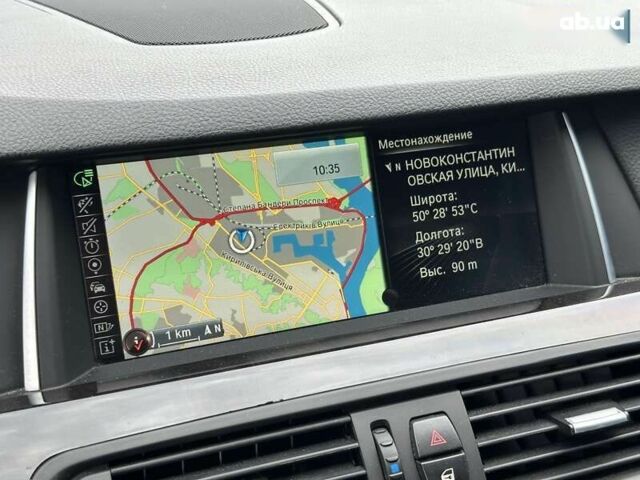 ab.ua
10:35
Местонахождение
N НОВОКОНСТАНТИН
ОВСКАЯ УЛИЦА, КИ...
Широта:
50° 28' 53"С
Долгота:
30° 29' 20"В
Выс. 90 m
Степана Бандери Проспект
Електриків Вулиця
Кирилівська Вулиця
1 km
N
N
i+